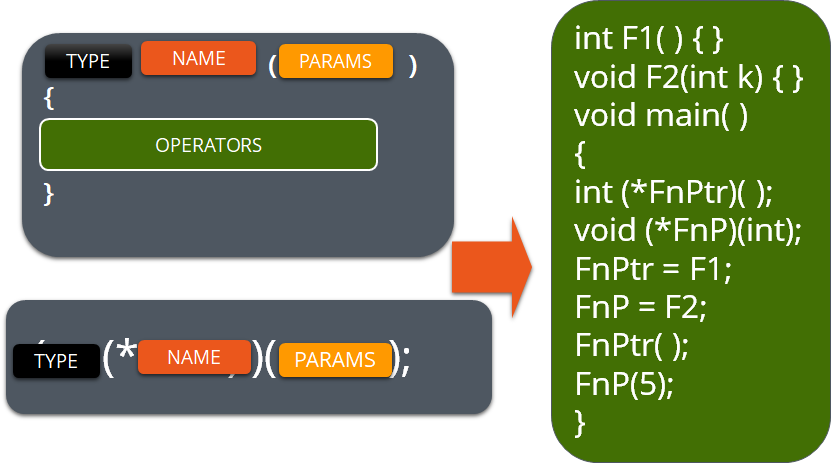 TYPE NAME ( PARAMS )
{
OPERATORS
}
TYPE (* NAME )( PARAMS );
int F1( ) { }
void F2(int k) { }
void main( )
{
int (*FnPtr)( );
void (*FnP)(int);
FnPtr = F1;
FnP = F2;
FnPtr( );
FnP(5);
}